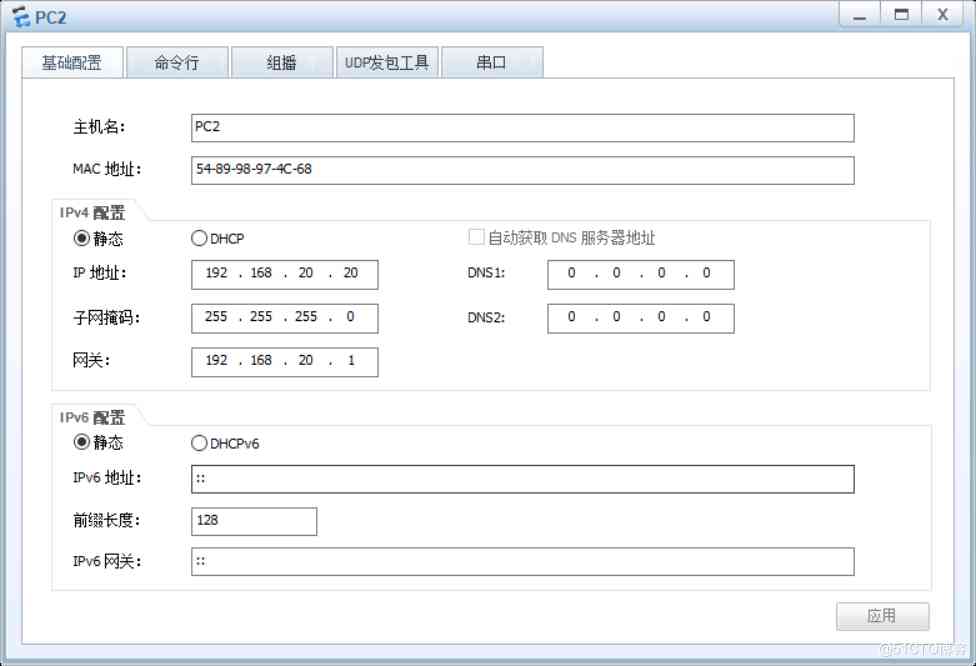 PC2
X
基础配置 命令行 组播 UDP发包工具 串口
主机名: PC2
MAC 地址: 54-89-98-97-4C-68
IPv4 配置
静态 DHCP 自动获取 DNS 服务器地址
IP 地址: 192 . 168 . 20 . 20 DNS1: 0 . 0 . 0 . 0
子网掩码: 255 . 255 . 255 . 0 DNS2: 0 . 0 . 0 . 0
网关: 192 . 168 . 20 . 1
IPv6 配置
静态 DHCPv6
IPv6 地址: ::
前缀长度: 128
IPv6 网关: ::
应用
@51CTO博客